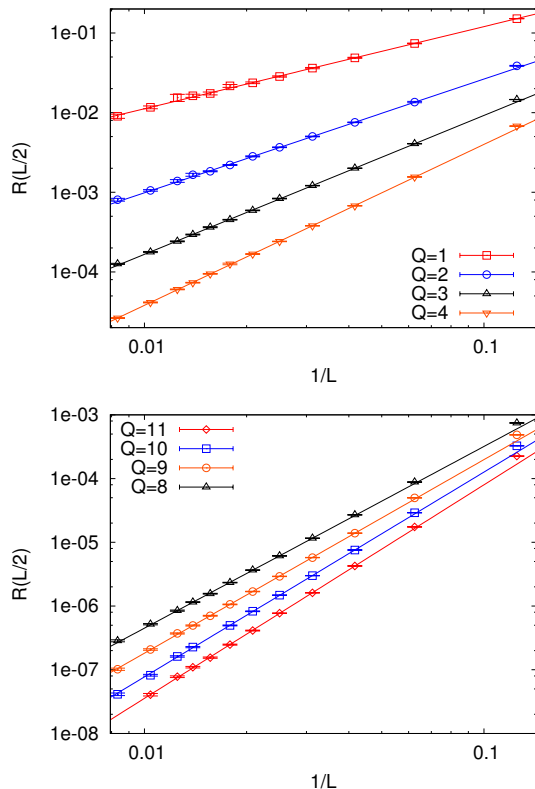 1e-01
1e-02
1e-03
1e-04
R(L/2)
Q=1
Q=2
Q=3
Q=4
0.01
0.1
1/L
1e-03
1e-04
1e-05
1e-06
1e-07
1e-08
R(L/2)
Q=11
Q=10
Q=9
Q=8
0.01
0.1
1/L